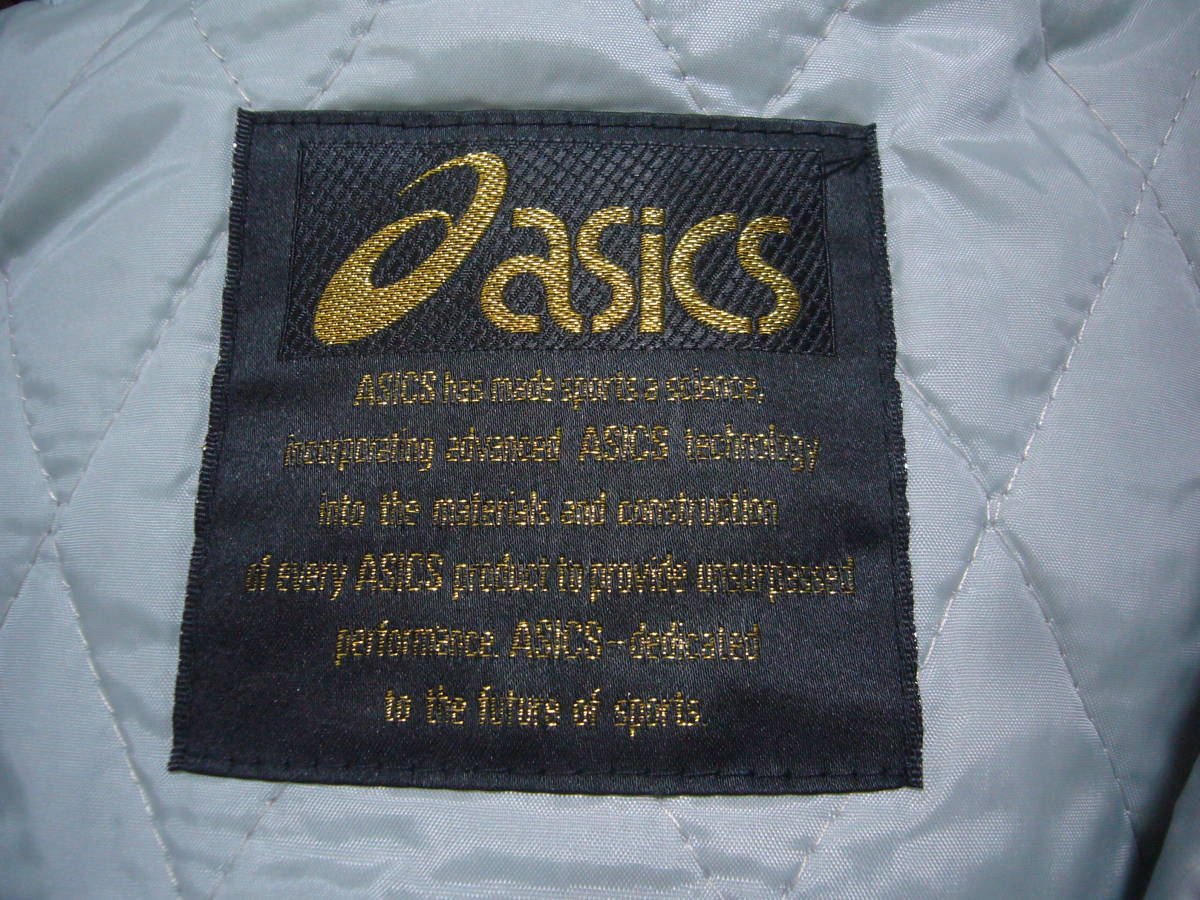 asics
ASICS has made sports a science,
incorporating advanced ASICS technology
into the materials and construction
of every ASICS product to provide unsurpassed
performance. ASICS–dedicated
to the future of sports.